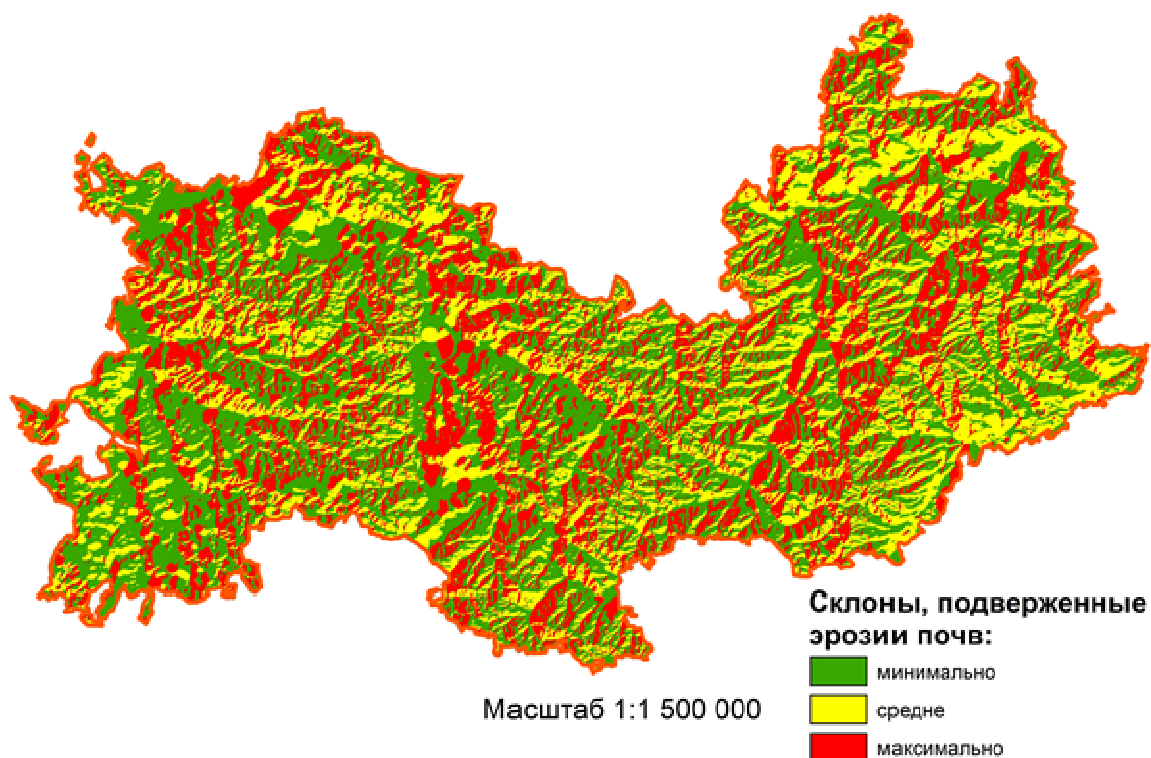 Склоны, подверженные
эрозии почв:
минимально
Масштаб 1:1 500 000
средне
максимально